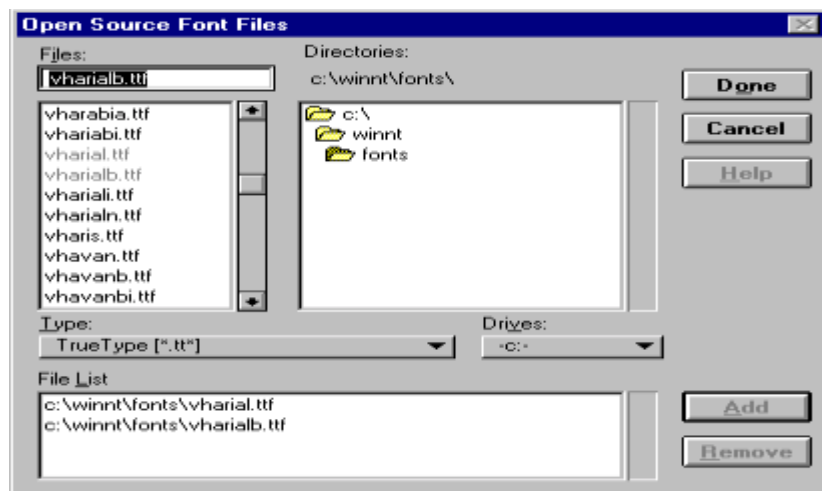 Open Source Font Files
Files:
vharialb.ttf
vharabia.ttf
vhariabi.ttf
vharial.ttf
vharialb.ttf
vhariali.ttf
vharialn.ttf
vharis.ttf
vhavan.ttf
vhavanb.ttf
vhavanbi.ttf
Directories:
c:\winnt\fonts\
c:\
winnt
fonts
Done
Cancel
Help
Type:
TrueType [*.tt*]
Drives:
-c:-
File List
c:\winnt\fonts\vharial.ttf
c:\winnt\fonts\vharialb.ttf
Add
Remove